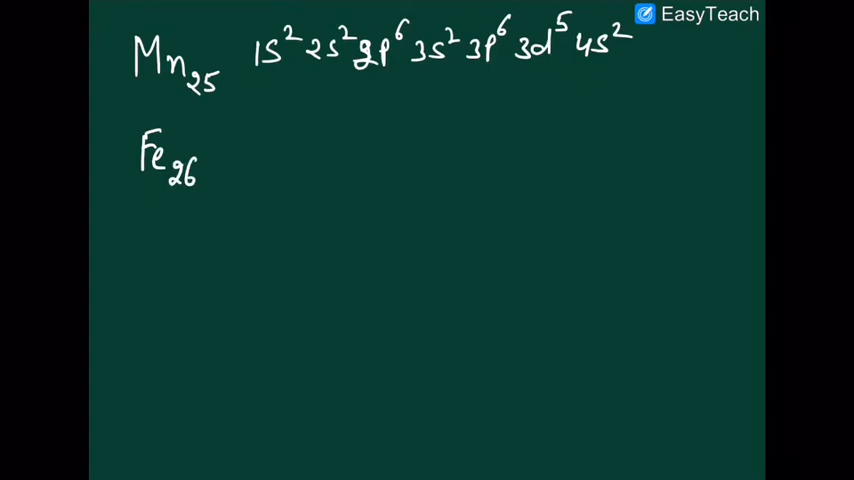 EasyTeach
Mn₂₅ 1s² 2s² 2p⁶ 3s² 3p⁶ 3d⁵ 4s²
Fe₂₆